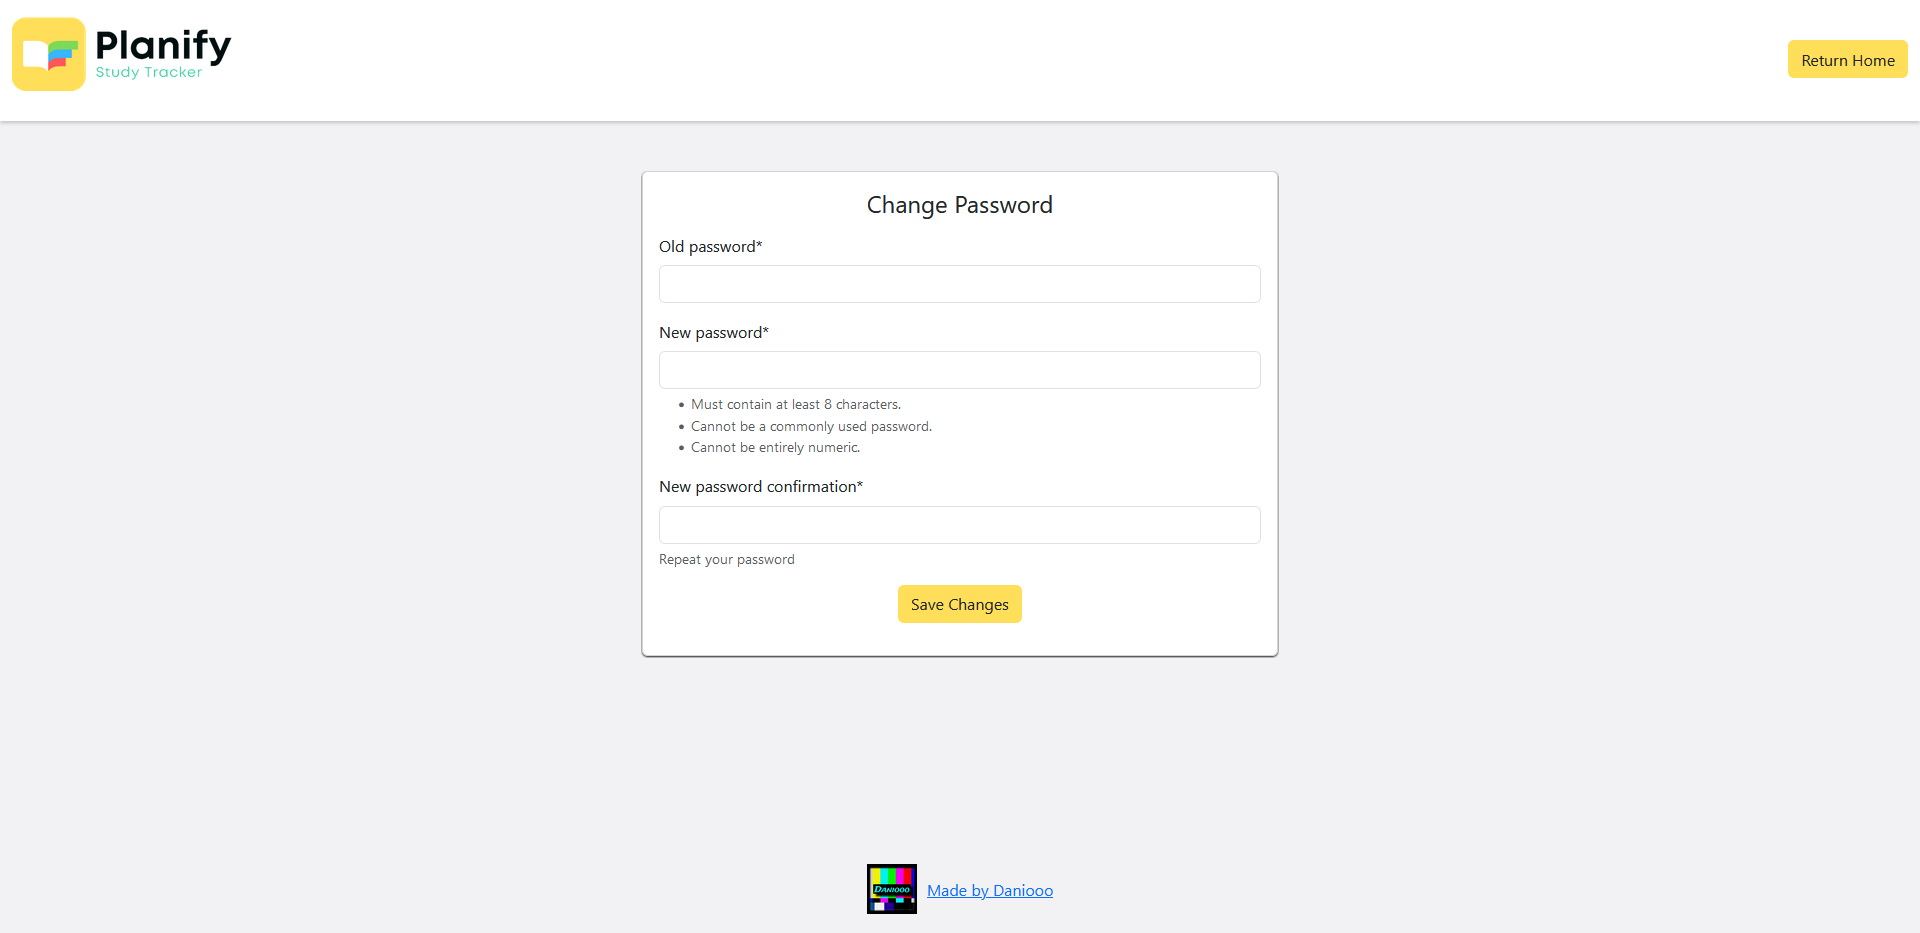 Planify
Study Tracker
Return Home
Change Password
Old password*
New password*
• Must contain at least 8 characters.
• Cannot be a commonly used password.
• Cannot be entirely numeric.
New password confirmation*
Repeat your password
Save Changes
DANIOOO
Made by Daniooo